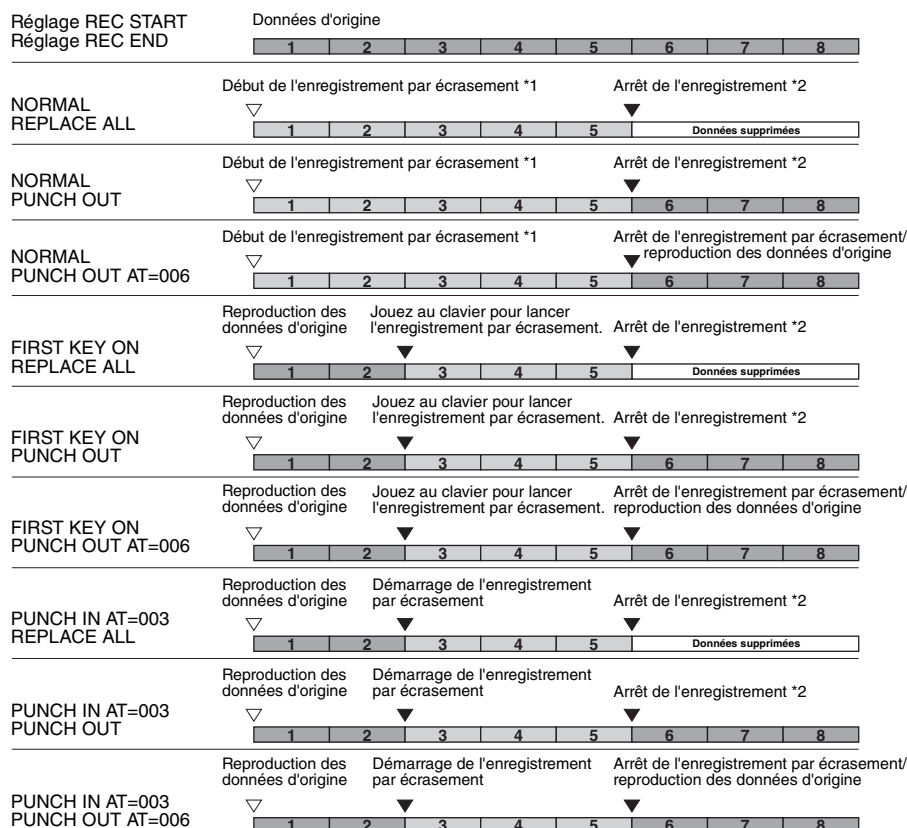 Réglage REC START
Réglage REC END
Données d'origine
1 2 3 4 5 6 7 8
NORMAL
REPLACE ALL
Début de l'enregistrement par écrasement *1
Arrêt de l'enregistrement *2
1 2 3 4 5 Données supprimées
NORMAL
PUNCH OUT
Début de l'enregistrement par écrasement *1
Arrêt de l'enregistrement *2
1 2 3 4 5 6 7 8
NORMAL
PUNCH OUT AT=006
Début de l'enregistrement par écrasement *1
Arrêt de l'enregistrement par écrasement/
reproduction des données d'origine
1 2 3 4 5 6 7 8
FIRST KEY ON
REPLACE ALL
Reproduction des
données d'origine
Jouez au clavier pour lancer
l'enregistrement par écrasement.
Arrêt de l'enregistrement *2
1 2 3 4 5 Données supprimées
FIRST KEY ON
PUNCH OUT
Reproduction des
données d'origine
Jouez au clavier pour lancer
l'enregistrement par écrasement.
Arrêt de l'enregistrement *2
1 2 3 4 5 6 7 8
FIRST KEY ON
PUNCH OUT AT=006
Reproduction des
données d'origine
Jouez au clavier pour lancer
l'enregistrement par écrasement.
Arrêt de l'enregistrement par écrasement/
reproduction des données d'origine
1 2 3 4 5 6 7 8
PUNCH IN AT=003
REPLACE ALL
Reproduction des
données d'origine
Démarrage de l'enregistrement
par écrasement
Arrêt de l'enregistrement *2
1 2 3 4 5 Données supprimées
PUNCH IN AT=003
PUNCH OUT
Reproduction des
données d'origine
Démarrage de l'enregistrement
par écrasement
Arrêt de l'enregistrement *2
1 2 3 4 5 6 7 8
PUNCH IN AT=003
PUNCH OUT AT=006
Reproduction des
données d'origine
Démarrage de l'enregistrement
par écrasement
Arrêt de l'enregistrement par écrasement/
reproduction des données d'origine
1 2 3 4 5 6 7 8